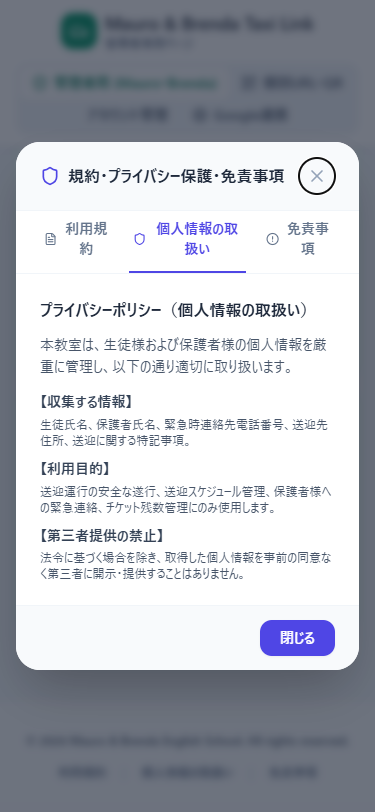 Mauro & Brenda Taxi Link
規約・プライバシー保護・免責事項
利用規
約
個人情報の取
扱い
免責事
項
プライバシーポリシー（個人情報の取扱い）
本教室は、生徒様および保護者様の個人情報を厳
重に管理し、以下の通り適切に取り扱います。
【収集する情報】
生徒氏名、保護者氏名、緊急時連絡先電話番号、送迎先
住所、送迎に関する特記事項。
【利用目的】
送迎運行の安全な遂行、送迎スケジュール管理、保護者様へ
の緊急連絡、チケット残数管理にのみ使用します。
【第三者提供の禁止】
法令に基づく場合を除き、取得した個人情報を事前の同意な
く第三者に開示・提供することはありません。
閉じる